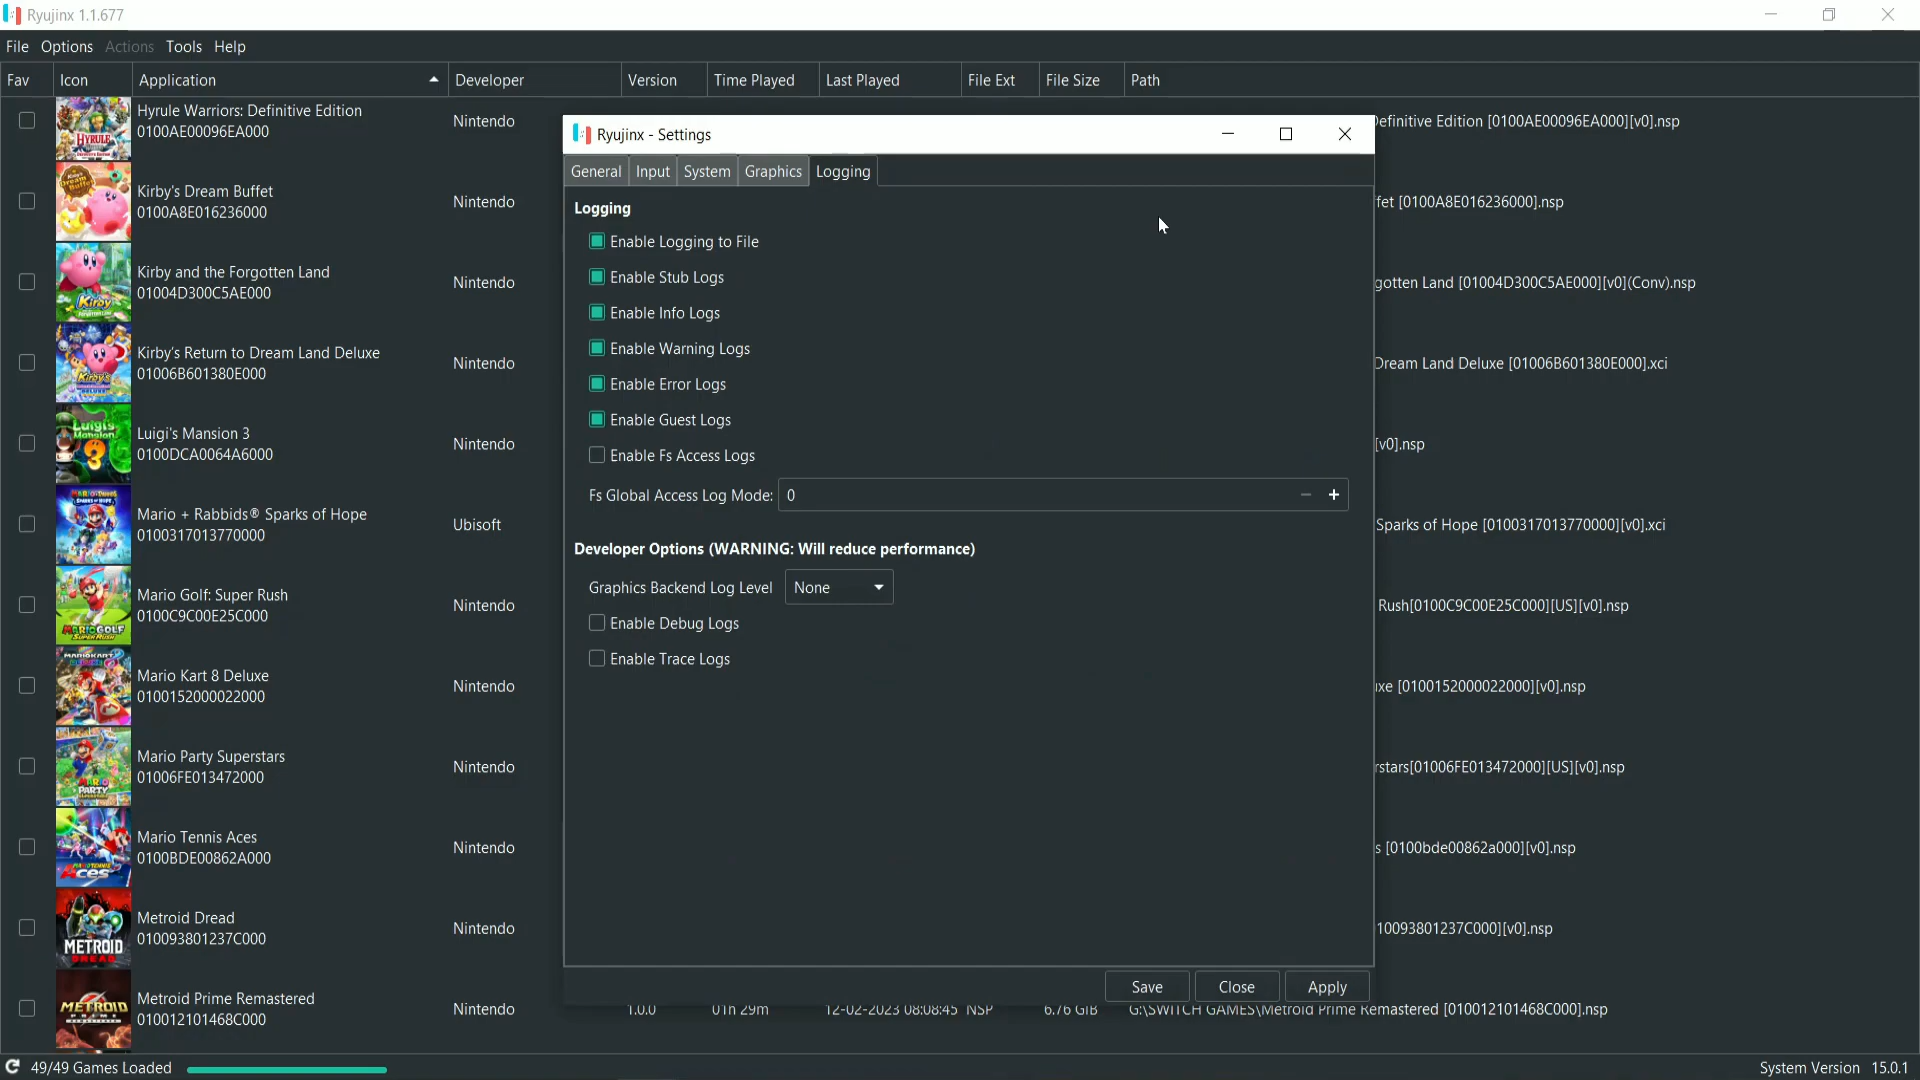 Ryujinx 1.1.677
File Options Actions Tools Help
Fav Icon Application Developer Version Time Played Last Played File Ext File Size Path
Hyrule Warriors: Definitive Edition
0100AE00096EA000
Nintendo
Definitive Edition [0100AE00096EA000][v0].nsp
Kirby's Dream Buffet
0100A8E016236000
Nintendo
fet [0100A8E016236000].nsp
Kirby and the Forgotten Land
01004D300C5AE000
Nintendo
gotten Land [01004D300C5AE000][v0](Conv).nsp
Kirby's Return to Dream Land Deluxe
01006B601380E000
Nintendo
Dream Land Deluxe [01006B601380E000].xci
Luigi's Mansion 3
0100DCA0064A6000
Nintendo
[v0].nsp
Mario + Rabbids® Sparks of Hope
0100317013770000
Ubisoft
Sparks of Hope [0100317013770000][v0].xci
Mario Golf: Super Rush
0100C9C00E25C000
Nintendo
Rush[0100C9C00E25C000][US][v0].nsp
Mario Kart 8 Deluxe
0100152000022000
Nintendo
xe [0100152000022000][v0].nsp
Mario Party Superstars
01006FE013472000
Nintendo
rstars[01006FE013472000][US][v0].nsp
Mario Tennis Aces
0100BDE00862A000
Nintendo
s [0100bde00862a000][v0].nsp
Metroid Dread
010093801237C000
Nintendo
10093801237C000][v0].nsp
Metroid Prime Remastered
010012101468C000
Nintendo
1.0.0 01h 29m 12-02-2023 08:08:45 NSP 6.76 GiB G:\SWITCH GAMES\Metroid Prime Remastered [010012101468C000].nsp
Ryujinx - Settings
General Input System Graphics Logging
Logging
Enable Logging to File
Enable Stub Logs
Enable Info Logs
Enable Warning Logs
Enable Error Logs
Enable Guest Logs
Enable Fs Access Logs
Fs Global Access Log Mode: 0
Developer Options (WARNING: Will reduce performance)
Graphics Backend Log Level None
Enable Debug Logs
Enable Trace Logs
Save Close Apply
49/49 Games Loaded
System Version 15.0.1